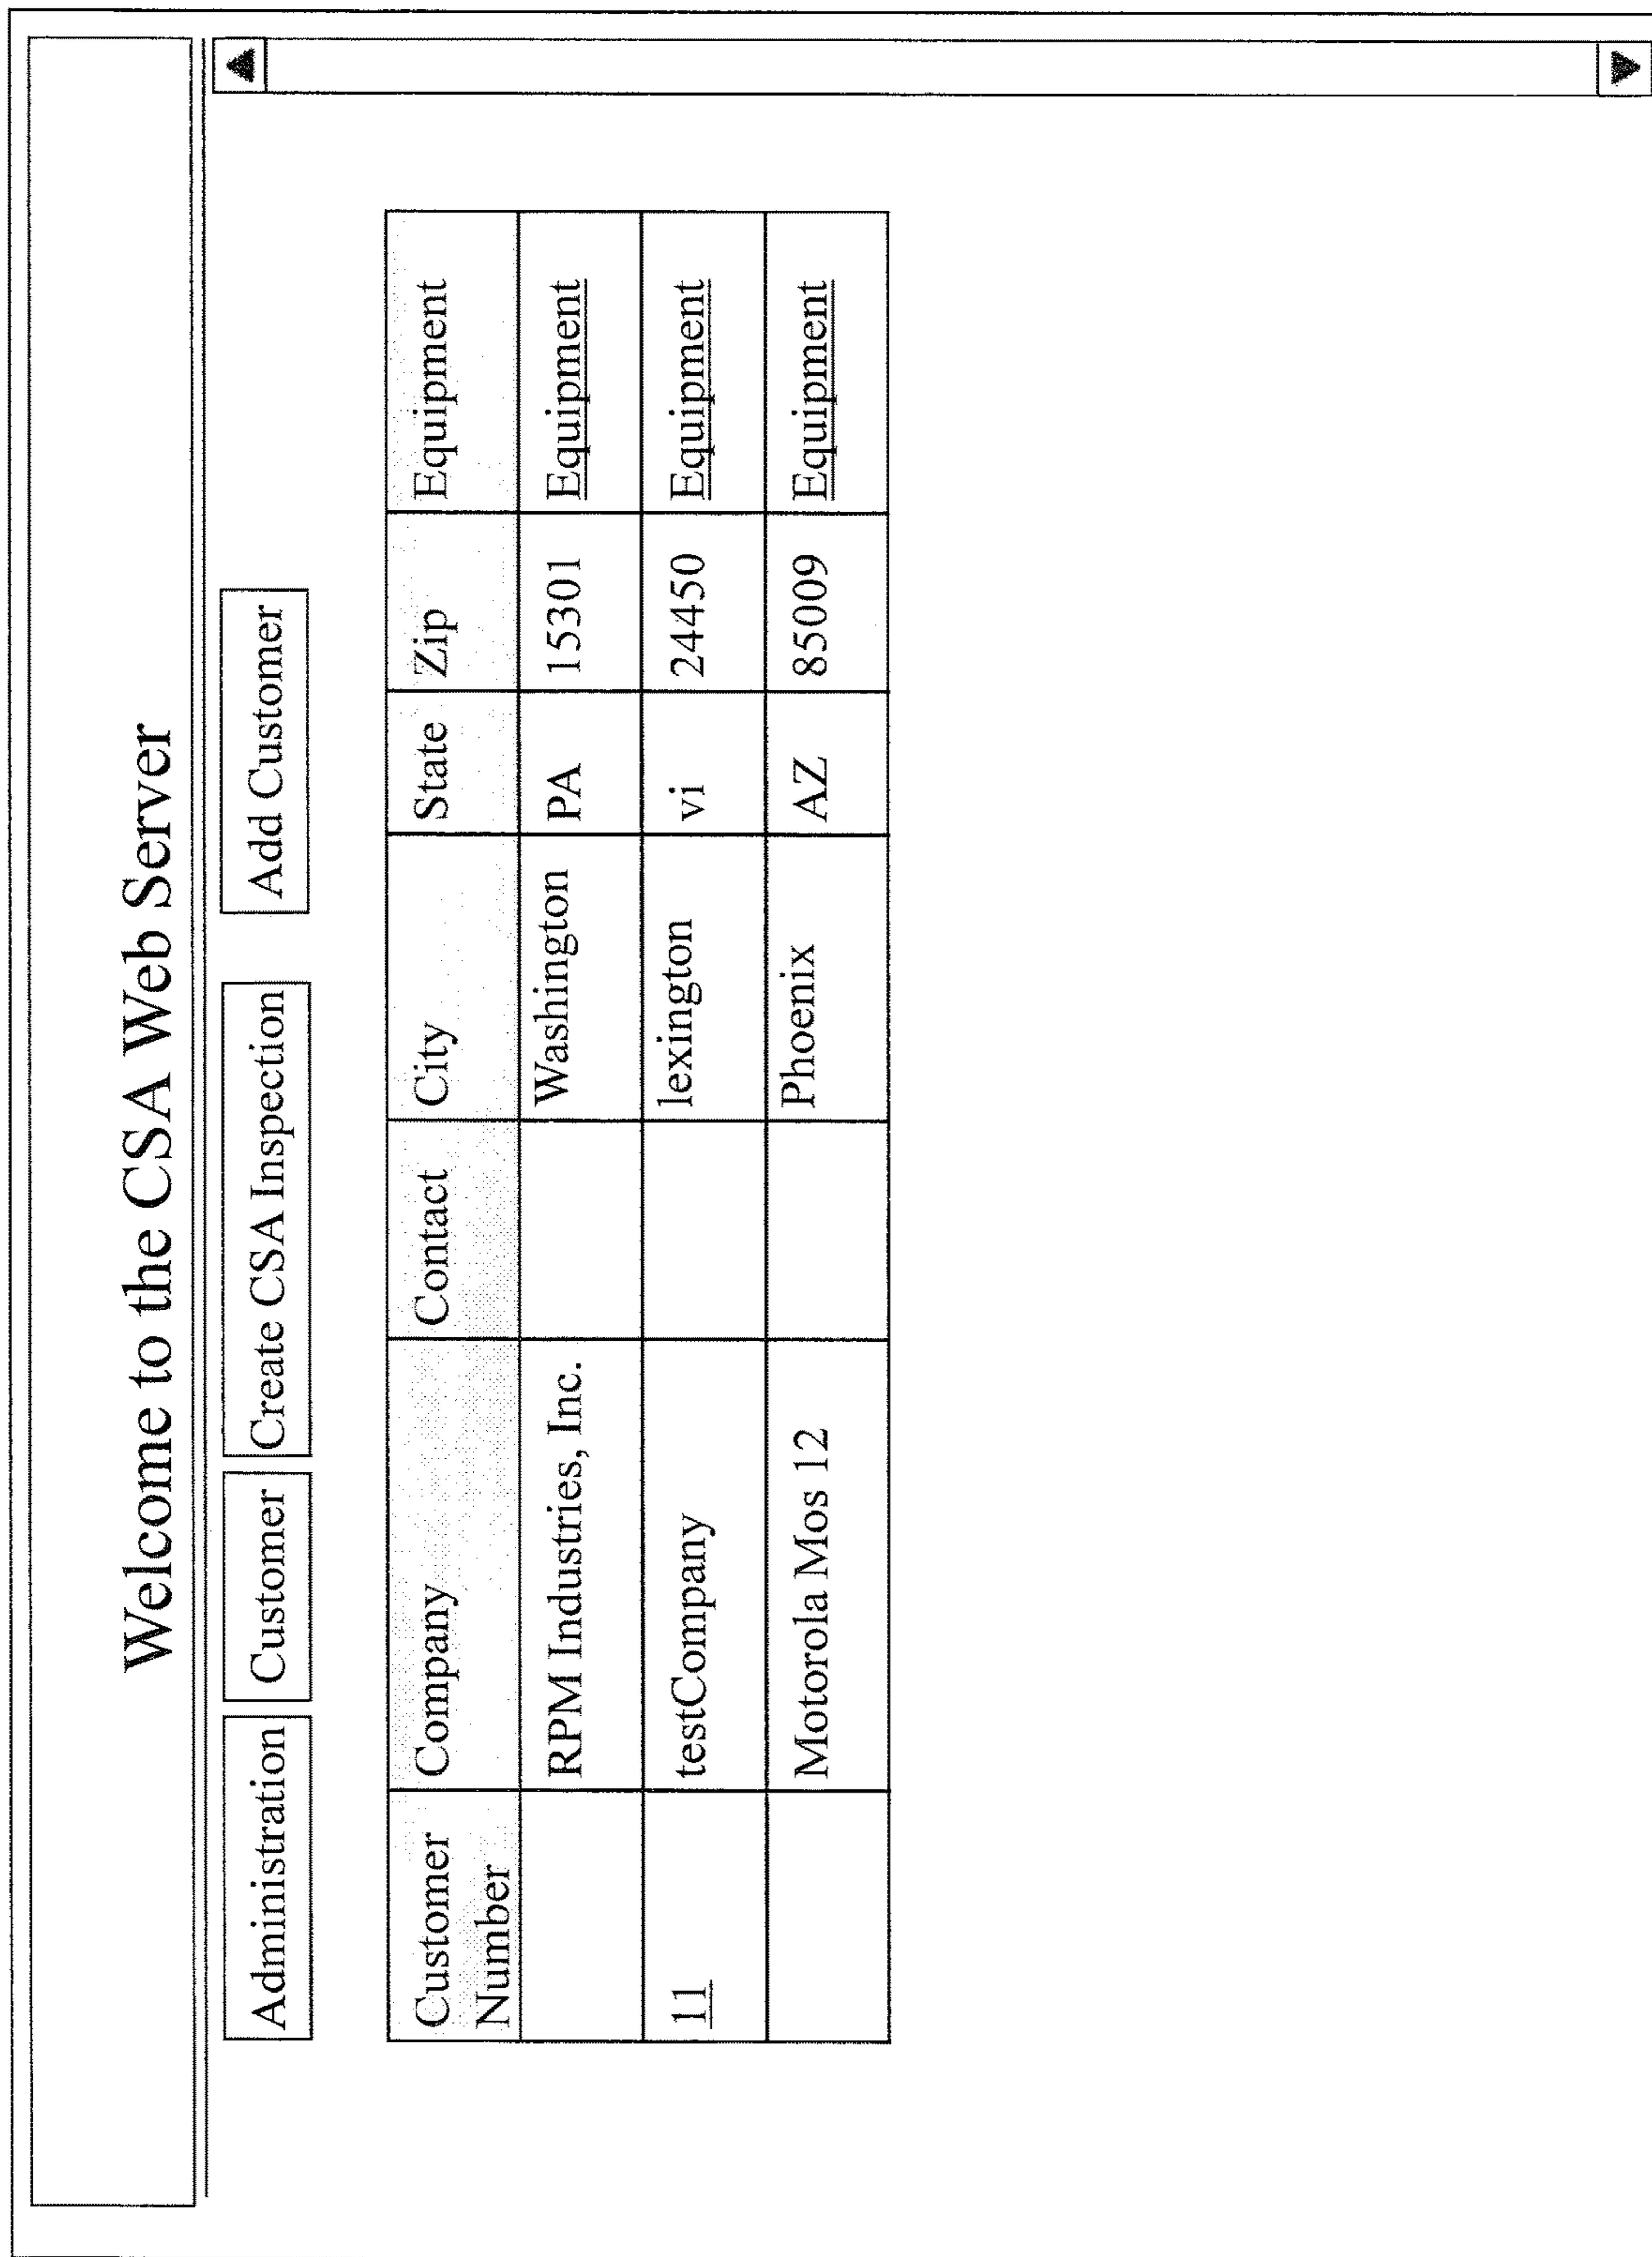 Welcome to the CSA Web Server
Administration Customer Create CSA Inspection Add Customer
Customer Number Company Contact City State Zip Equipment
RPM Industries, Inc. Washington PA 15301 Equipment
11 testCompany lexington vi 24450 Equipment
Motorola Mos 12 Phoenix AZ 85009 Equipment